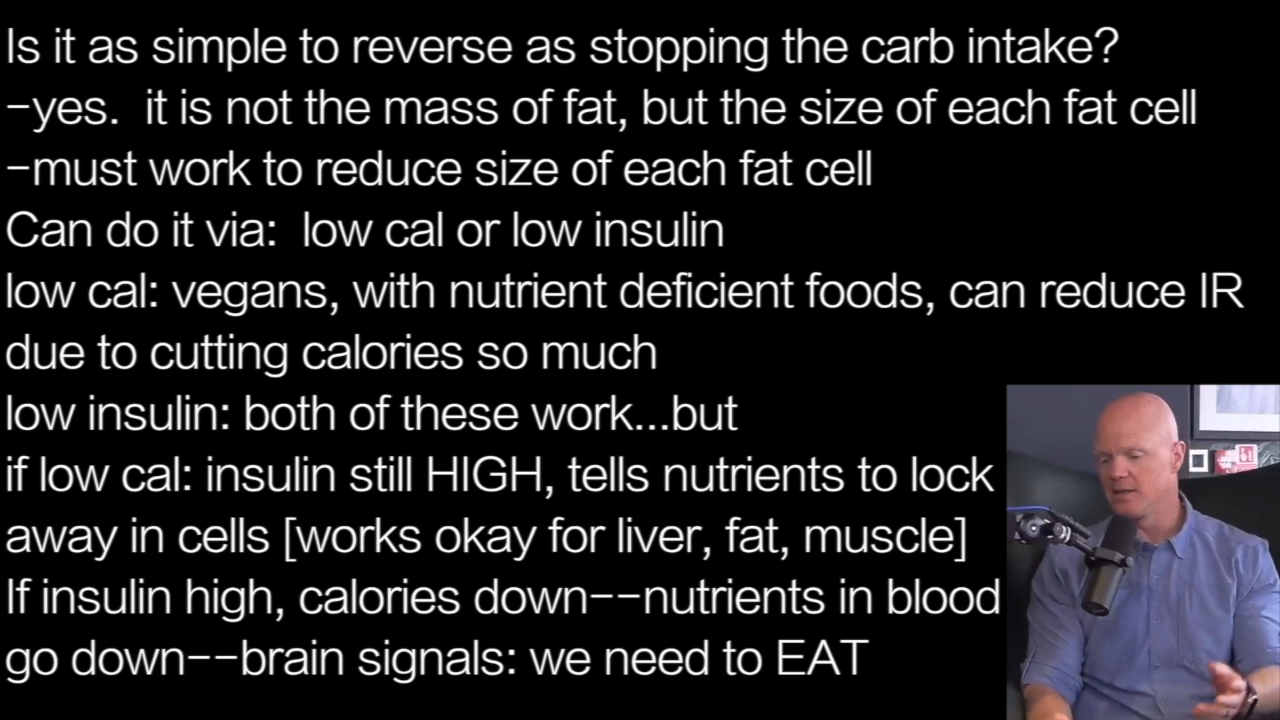 Is it as simple to reverse as stopping the carb intake?
–yes.  it is not the mass of fat, but the size of each fat cell
–must work to reduce size of each fat cell
Can do it via:  low cal or low insulin
low cal: vegans, with nutrient deficient foods, can reduce IR
due to cutting calories so much
low insulin: both of these work...but
if low cal: insulin still HIGH, tells nutrients to lock
away in cells [works okay for liver, fat, muscle]
If insulin high, calories down––nutrients in blood
go down––brain signals: we need to EAT